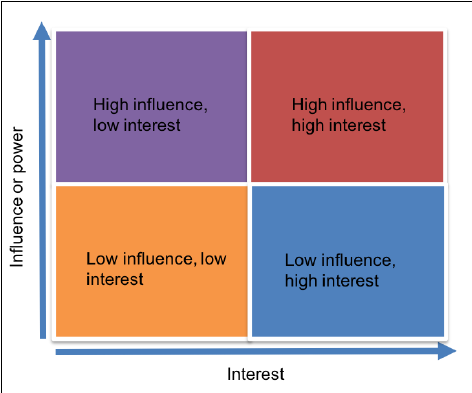 Influence or power
High influence,
low interest
High influence,
high interest
Low influence, low
interest
Low influence,
high interest
Interest